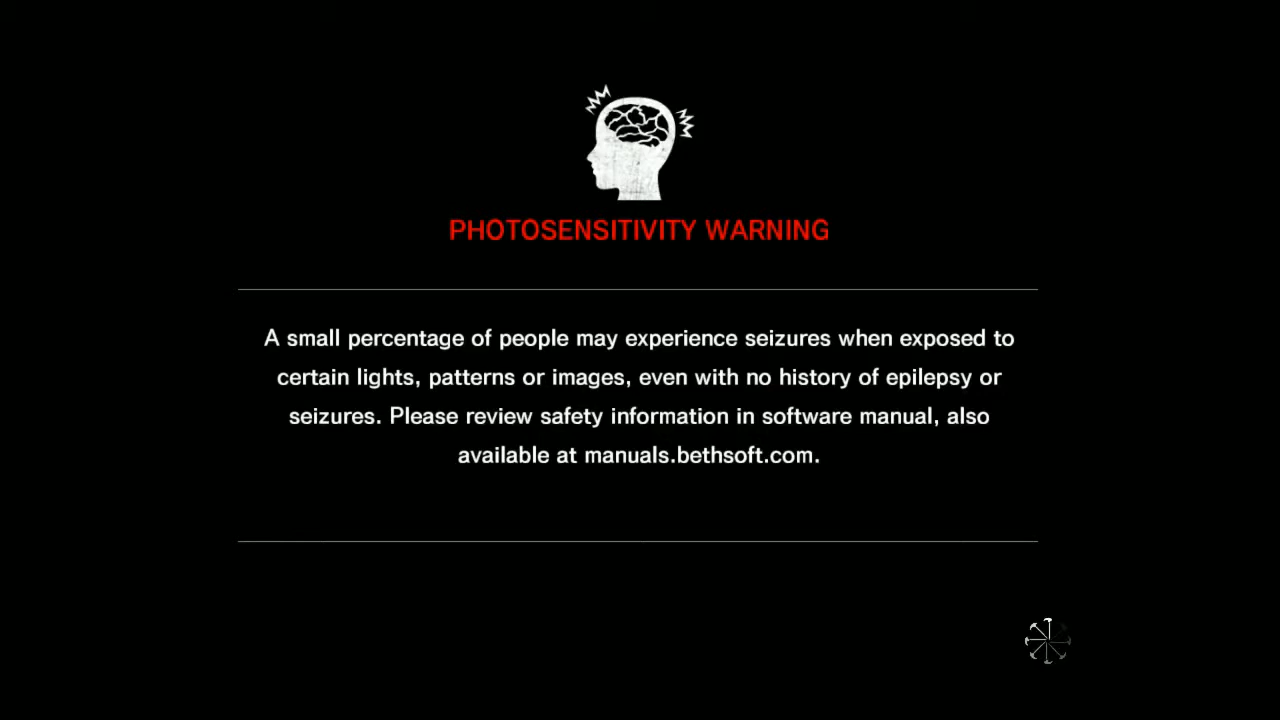 PHOTOSENSITIVITY WARNING
A small percentage of people may experience seizures when exposed to
certain lights, patterns or images, even with no history of epilepsy or
seizures. Please review safety information in software manual, also
available at manuals.bethsoft.com.